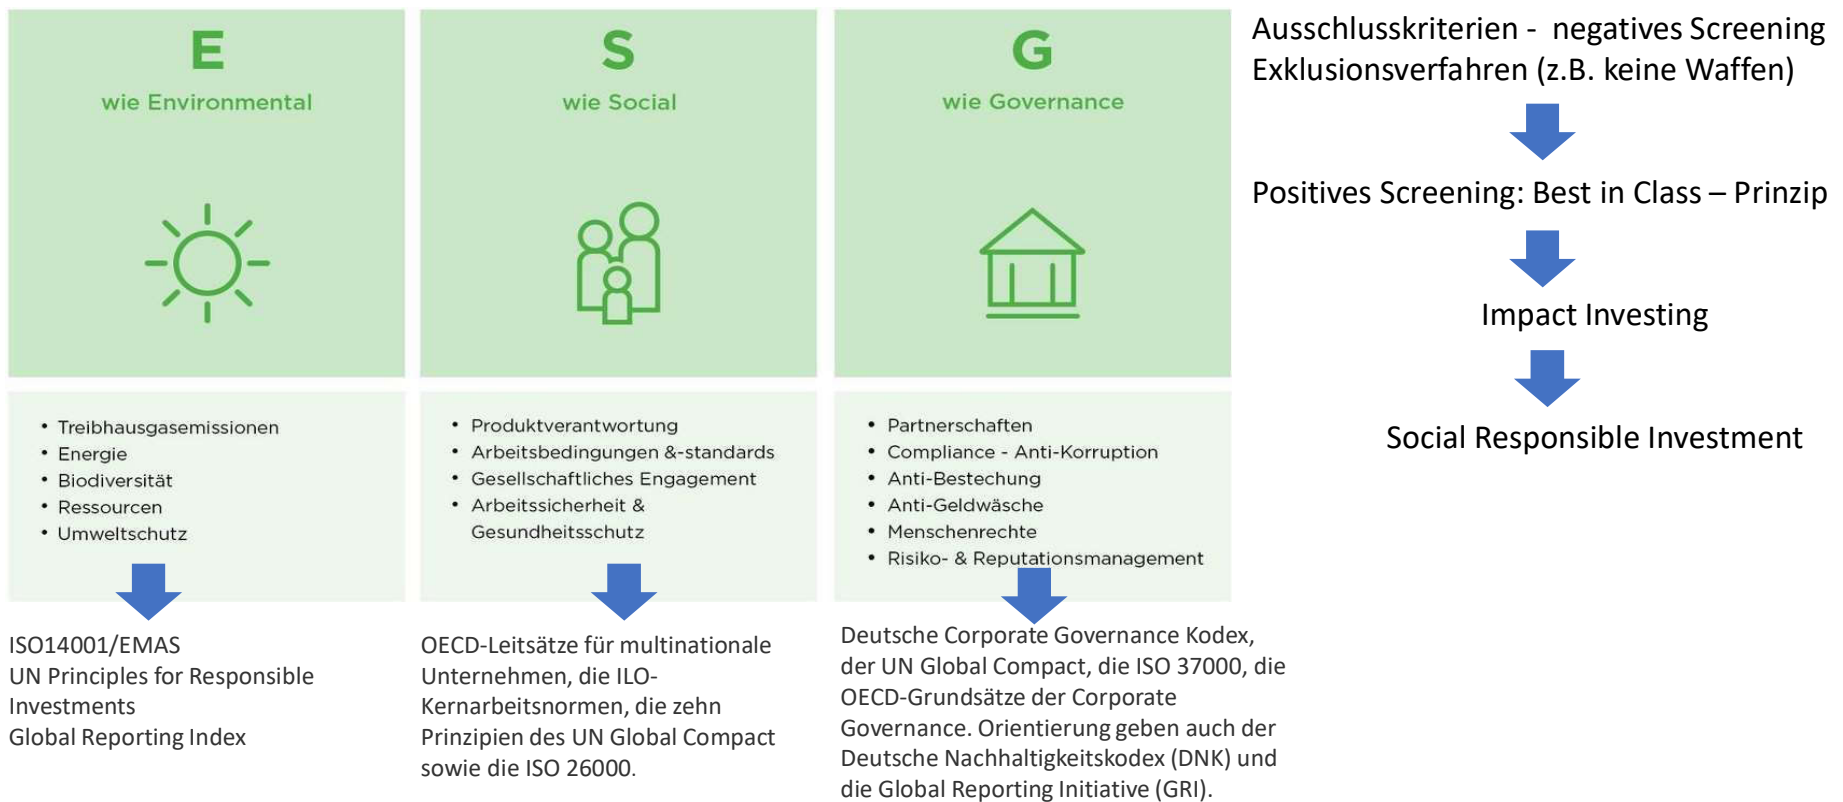 E
wie Environmental
• Treibhausgasemissionen
• Energie
• Biodiversität
• Ressourcen
• Umweltschutz
ISO14001/EMAS
UN Principles for Responsible
Investments
Global Reporting Index
S
wie Social
• Produktverantwortung
• Arbeitsbedingungen &-standards
• Gesellschaftliches Engagement
• Arbeitssicherheit &
Gesundheitsschutz
OECD-Leitsätze für multinationale
Unternehmen, die ILO-
Kernarbeitsnormen, die zehn
Prinzipien des UN Global Compact
sowie die ISO 26000.
G
wie Governance
• Partnerschaften
• Compliance - Anti-Korruption
• Anti-Bestechung
• Anti-Geldwäsche
• Menschenrechte
• Risiko- & Reputationsmanagement
Deutsche Corporate Governance Kodex,
der UN Global Compact, die ISO 37000, die
OECD-Grundsätze der Corporate
Governance. Orientierung geben auch der
Deutsche Nachhaltigkeitskodex (DNK) und
die Global Reporting Initiative (GRI).
Ausschlusskriterien - negatives Screening
Exklusionsverfahren (z.B. keine Waffen)
Positives Screening: Best in Class – Prinzip
Impact Investing
Social Responsible Investment